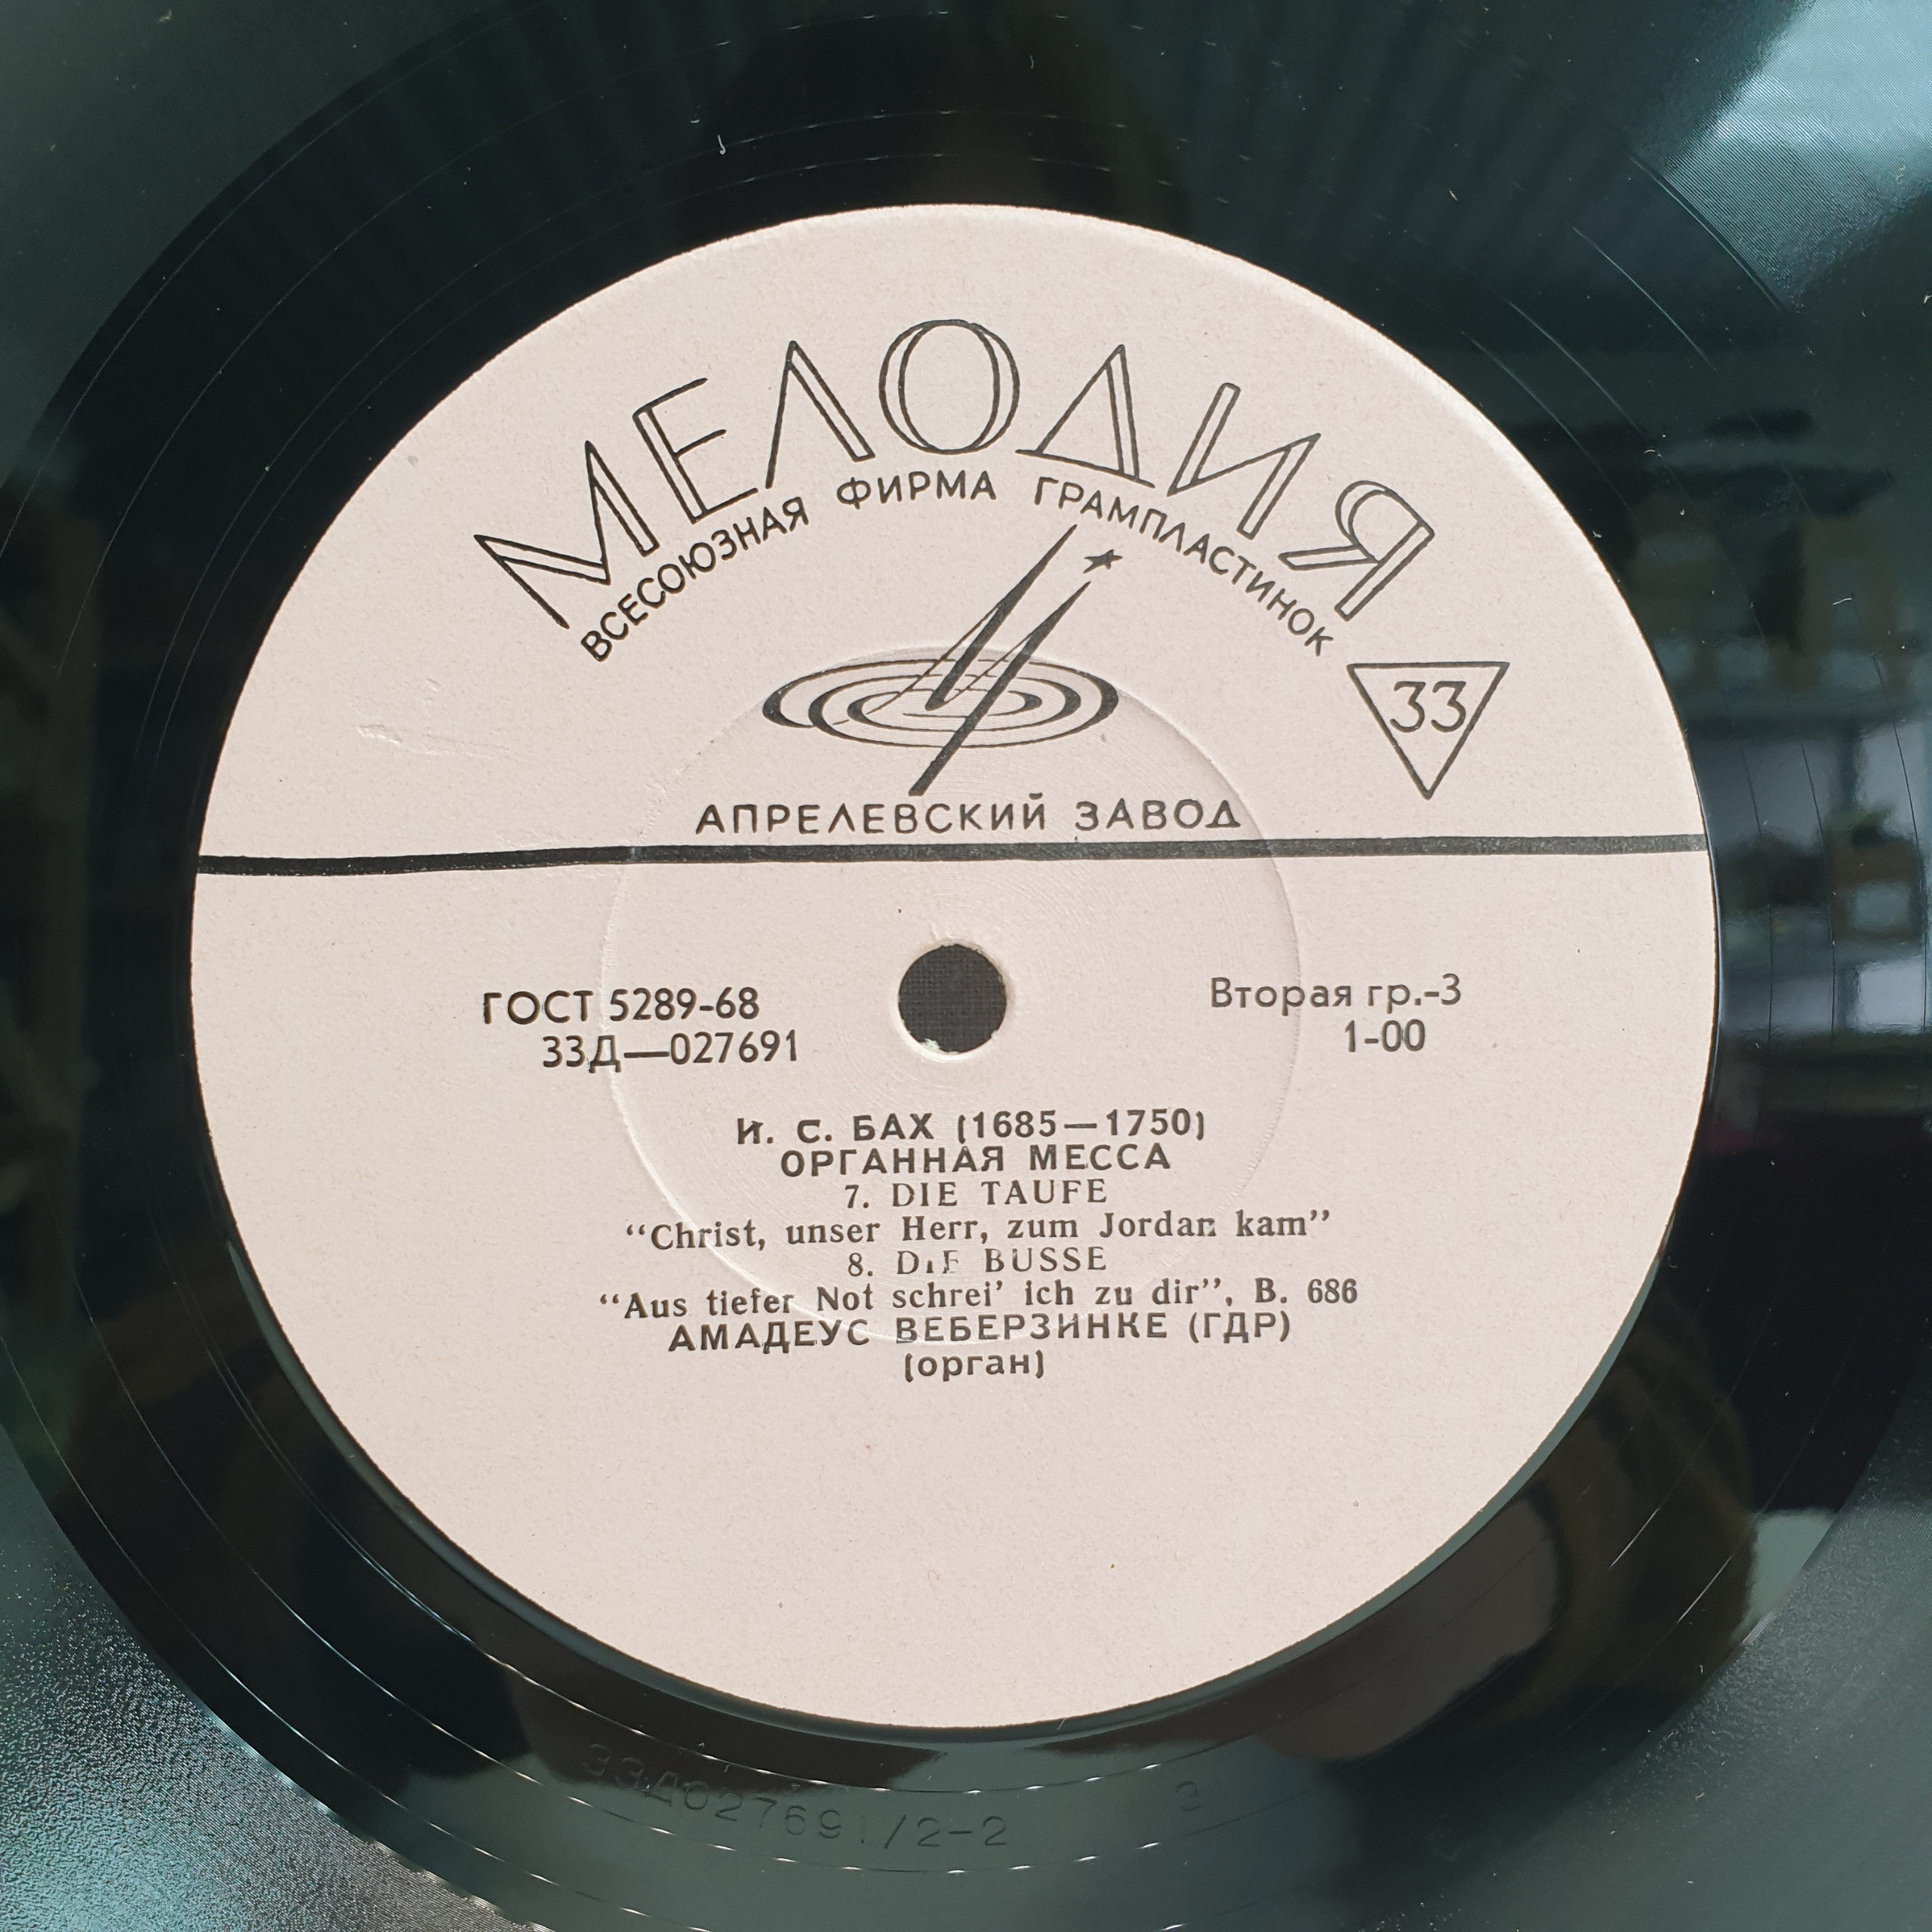 МЕЛОДИЯ
ВСЕСОЮЗНАЯ ФИРМА ГРАМПЛАСТИНОК
33
АПРЕЛЕВСКИЙ ЗАВОД
ГОСТ 5289-68
33Д—027691
Вторая гр.-3
1-00
И. С. БАХ (1685—1750)
ОРГАННАЯ МЕССА
7. DIE TAUFE
“Christ, unser Herr, zum Jordan kam”
8. DIE BUSSE
“Aus tiefer Not schrei’ ich zu dir”, B. 686
АМАДЕУС ВЕБЕРЗИНКЕ (ГДР)
(орган)
33Д027691/2-2 3